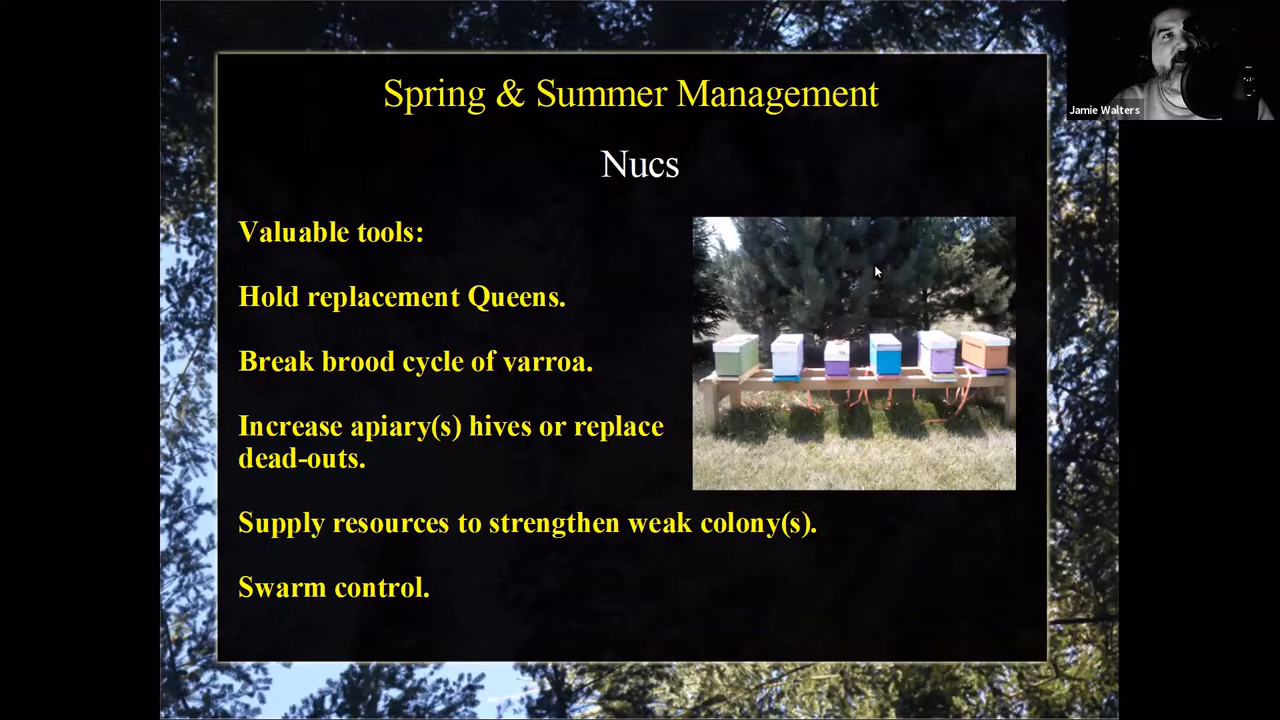 Spring & Summer Management
Nucs
Valuable tools:
Hold replacement Queens.
Break brood cycle of varroa.
Increase apiary(s) hives or replace
dead-outs.
Supply resources to strengthen weak colony(s).
Swarm control.
Jamie Walters